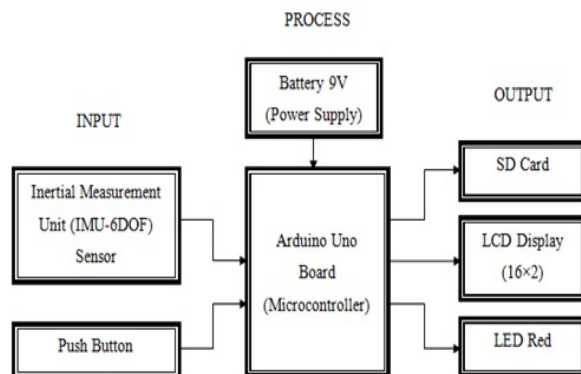 PROCESS
Battery 9V
(Power Supply)
INPUT
OUTPUT
Inertial Measurement
Unit (IMU-6DOF)
Sensor
Push Button
Arduino Uno
Board
(Microcontroller)
SD Card
LCD Display
(16×2)
LED Red